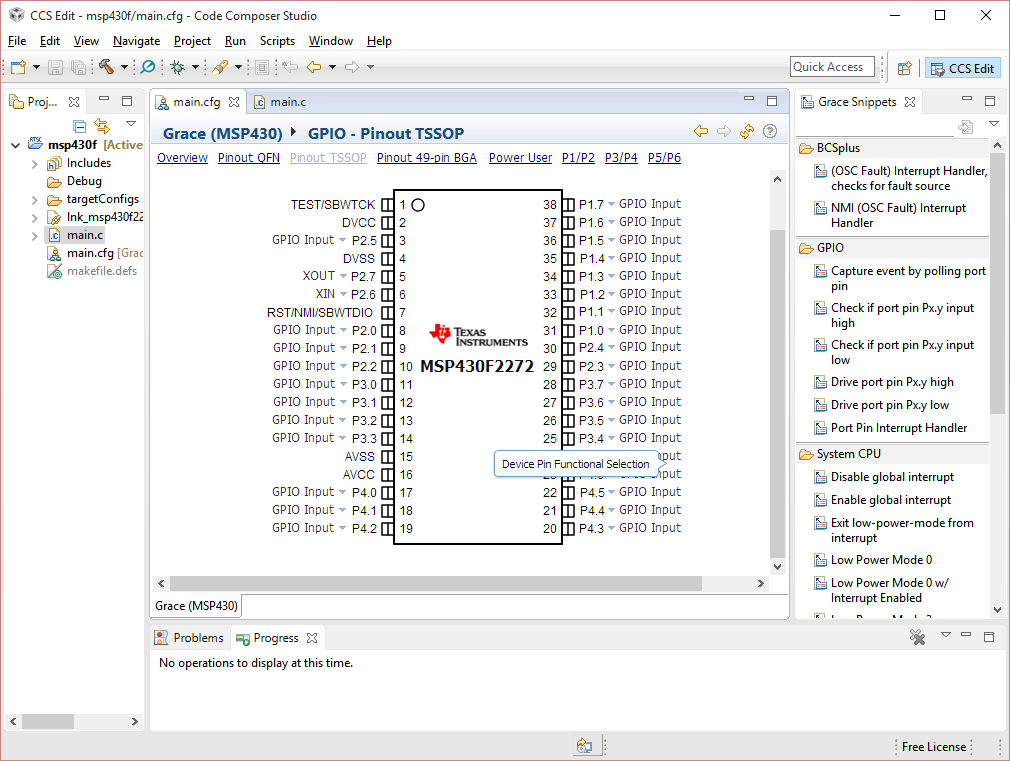 CCS Edit - msp430f/main.cfg - Code Composer Studio
File Edit View Navigate Project Run Scripts Window Help
Quick Access
CCS Edit
Proj...
msp430f [Active
Includes
Debug
targetConfigs
lnk_msp430f22
main.c
main.cfg [Grac
makefile.defs
main.cfg
main.c
Grace (MSP430) GPIO - Pinout TSSOP
Overview Pinout QFN Pinout TSSOP Pinout 49-pin BGA Power User P1/P2 P3/P4 P5/P6
TEST/SBWTCK 1 38 P1.7 GPIO Input
DVCC 2 37 P1.6 GPIO Input
GPIO Input P2.5 3 36 P1.5 GPIO Input
DVSS 4 35 P1.4 GPIO Input
XOUT P2.7 5 34 P1.3 GPIO Input
XIN P2.6 6 33 P1.2 GPIO Input
RST/NMI/SBWTDIO 7 32 P1.1 GPIO Input
GPIO Input P2.0 8 31 P1.0 GPIO Input
GPIO Input P2.1 9 30 P2.4 GPIO Input
GPIO Input P2.2 10 29 P2.3 GPIO Input
GPIO Input P3.0 11 28 P3.7 GPIO Input
GPIO Input P3.1 12 27 P3.6 GPIO Input
GPIO Input P3.2 13 26 P3.5 GPIO Input
GPIO Input P3.3 14 25 P3.4 GPIO Input
AVSS 15
AVCC 16
GPIO Input P4.0 17 22 P4.5 GPIO Input
GPIO Input P4.1 18 21 P4.4 GPIO Input
GPIO Input P4.2 19 20 P4.3 GPIO Input
TEXAS
INSTRUMENTS
MSP430F2272
Device Pin Functional Selection
Grace (MSP430)
Grace Snippets
BCSplus
(OSC Fault) Interrupt Handler,
checks for fault source
NMI (OSC Fault) Interrupt
Handler
GPIO
Capture event by polling port
pin
Check if port pin Px.y input
high
Check if port pin Px.y input
low
Drive port pin Px.y high
Drive port pin Px.y low
Port Pin Interrupt Handler
System CPU
Disable global interrupt
Enable global interrupt
Exit low-power-mode from
interrupt
Low Power Mode 0
Low Power Mode 0 w/
Interrupt Enabled
Problems
Progress
No operations to display at this time.
Free License